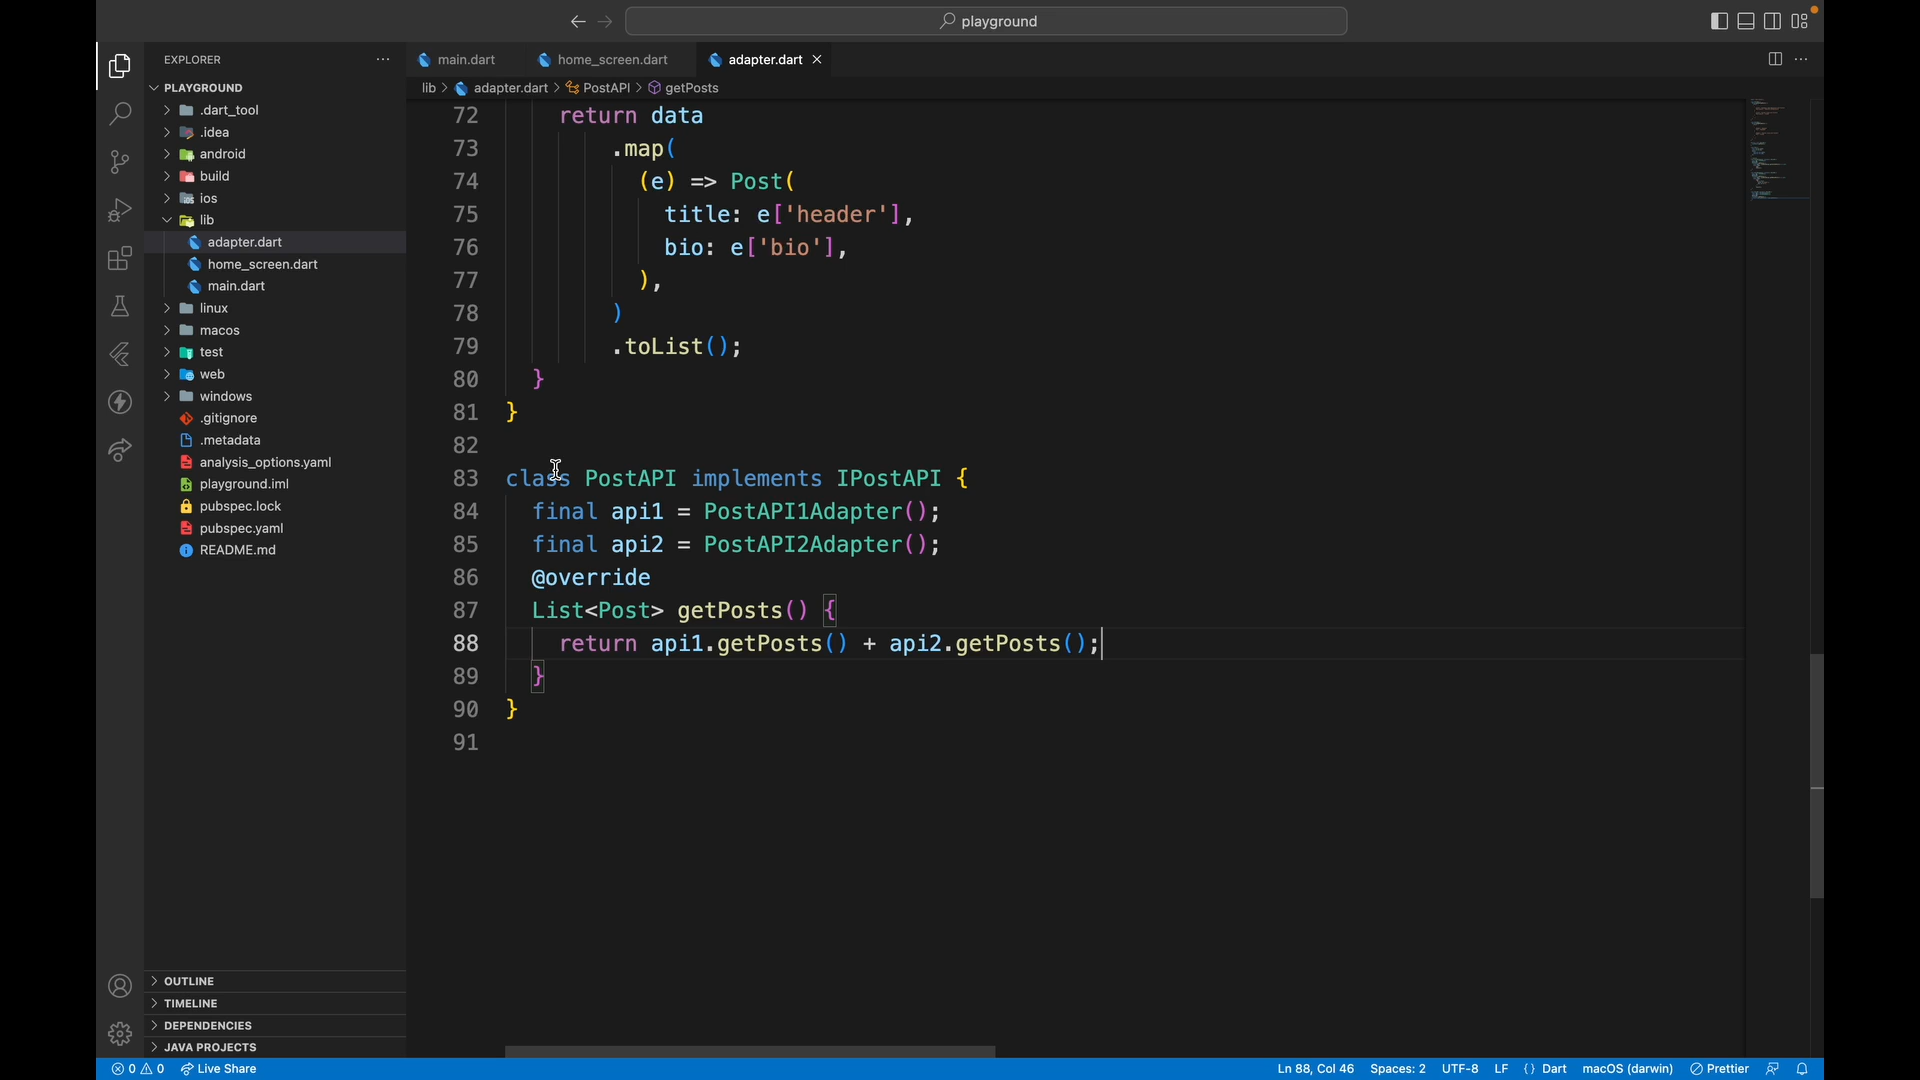 playground
EXPLORER
PLAYGROUND
.dart_tool
.idea
android
build
ios
lib
adapter.dart
home_screen.dart
main.dart
linux
macos
test
web
windows
.gitignore
.metadata
analysis_options.yaml
playground.iml
pubspec.lock
pubspec.yaml
README.md
OUTLINE
TIMELINE
DEPENDENCIES
JAVA PROJECTS
main.dart home_screen.dart adapter.dart
lib > adapter.dart > PostAPI > getPosts
72 return data
73 .map(
74 (e) => Post(
75 title: e['header'],
76 bio: e['bio'],
77 ),
78 )
79 .toList();
80 }
81 }
82
83 class PostAPI implements IPostAPI {
84 final api1 = PostAPI1Adapter();
85 final api2 = PostAPI2Adapter();
86 @override
87 List<Post> getPosts() {
88 return api1.getPosts() + api2.getPosts();
89 }
90 }
91
0 0 Live Share Ln 88, Col 46 Spaces: 2 UTF-8 LF {} Dart macOS (darwin) Prettier